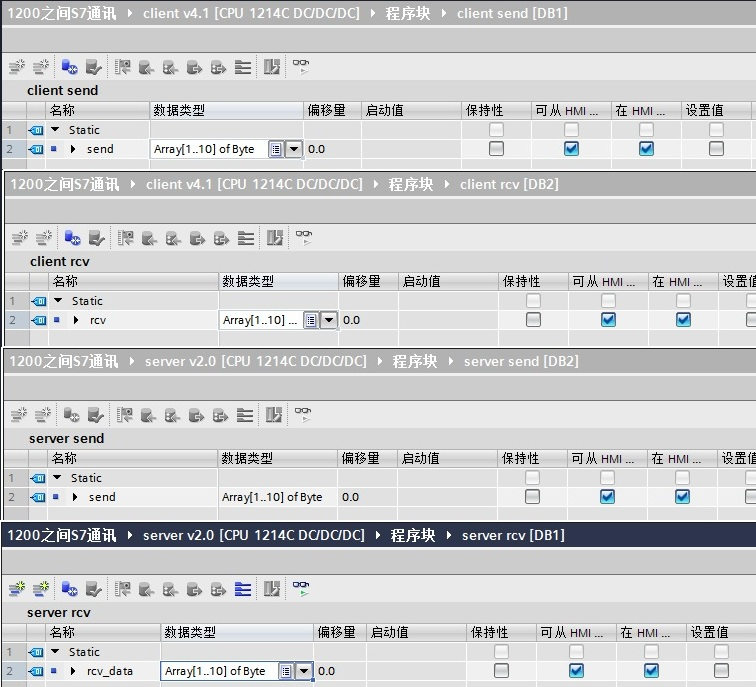 1200之间S7通讯 client v4.1 [CPU 1214C DC/DC/DC] 程序块 client send [DB1]
client send
名称 数据类型 偏移量 启动值 保持性 可从 HMI ... 在 HMI ... 设置值
1 Static
2 send Array[1..10] of Byte 0.0
1200之间S7通讯 client v4.1 [CPU 1214C DC/DC/DC] 程序块 client rcv [DB2]
client rcv
名称 数据类型 偏移量 启动值 保持性 可从 HMI ... 在 HMI ... 设置值
1 Static
2 rcv Array[1..10] ... 0.0
1200之间S7通讯 server v2.0 [CPU 1214C DC/DC/DC] 程序块 server send [DB2]
server send
名称 数据类型 偏移量 启动值 保持性 可从 HMI ... 在 HMI ... 设置值
1 Static
2 send Array[1..10] of Byte 0.0
1200之间S7通讯 server v2.0 [CPU 1214C DC/DC/DC] 程序块 server rcv [DB1]
server rcv
名称 数据类型 偏移量 启动值 保持性 可从 HMI ... 在 HMI ... 设置值
1 Static
2 rcv_data Array[1..10] of Byte 0.0